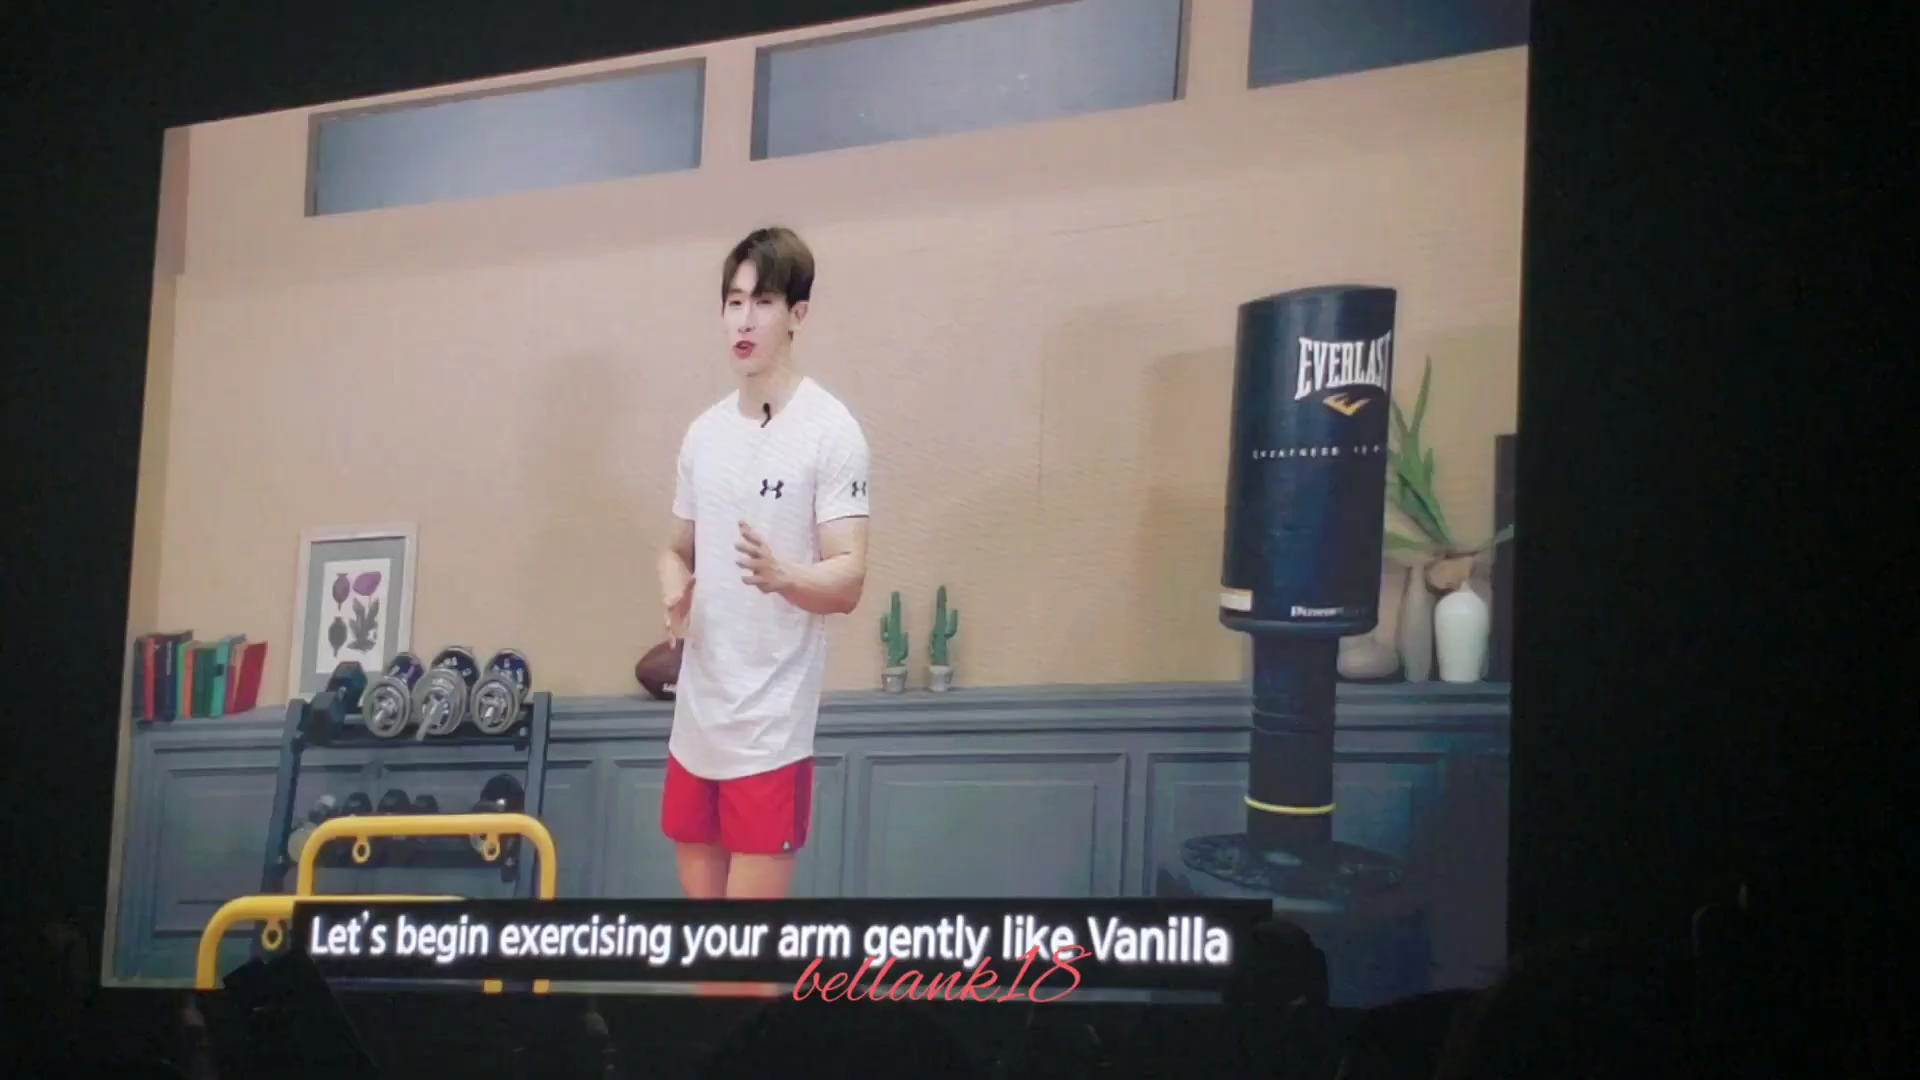 EVERLAST
Let's begin exercising your arm gently like Vanilla
bellank18